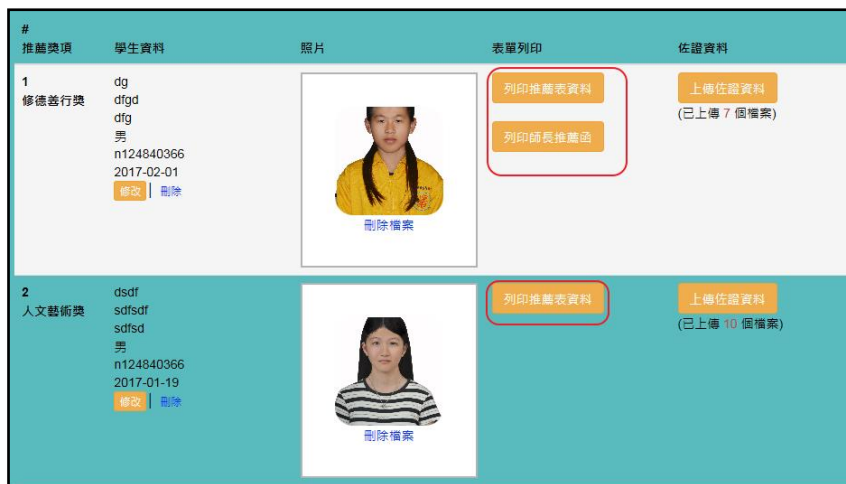 #
推薦獎項 學生資料 照片 表單列印 佐證資料
1
修德善行獎
dg
dfgd
dfg
男
n124840366
2017-02-01
修改 | 刪除
刪除檔案
列印推薦表資料
列印師長推薦函
上傳佐證資料
(已上傳 7 個檔案)
2
人文藝術獎
dsdf
sdfsdf
sdfsd
男
n124840366
2017-01-19
修改 | 刪除
刪除檔案
列印推薦表資料
上傳佐證資料
(已上傳 10 個檔案)